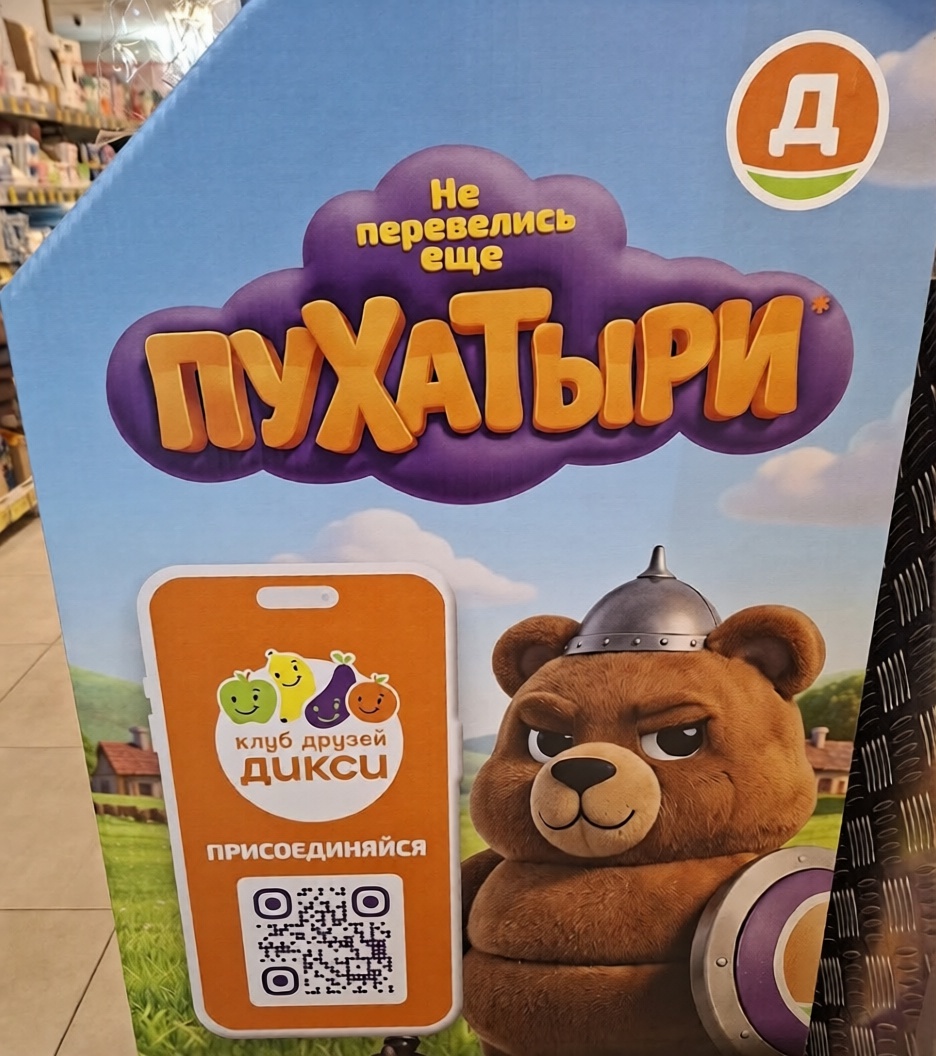 Д
Не
перевелись
еще
ПУХАТЫРИ*
клуб друзей
дикси
ПРИСОЕДИНЯЙСЯ